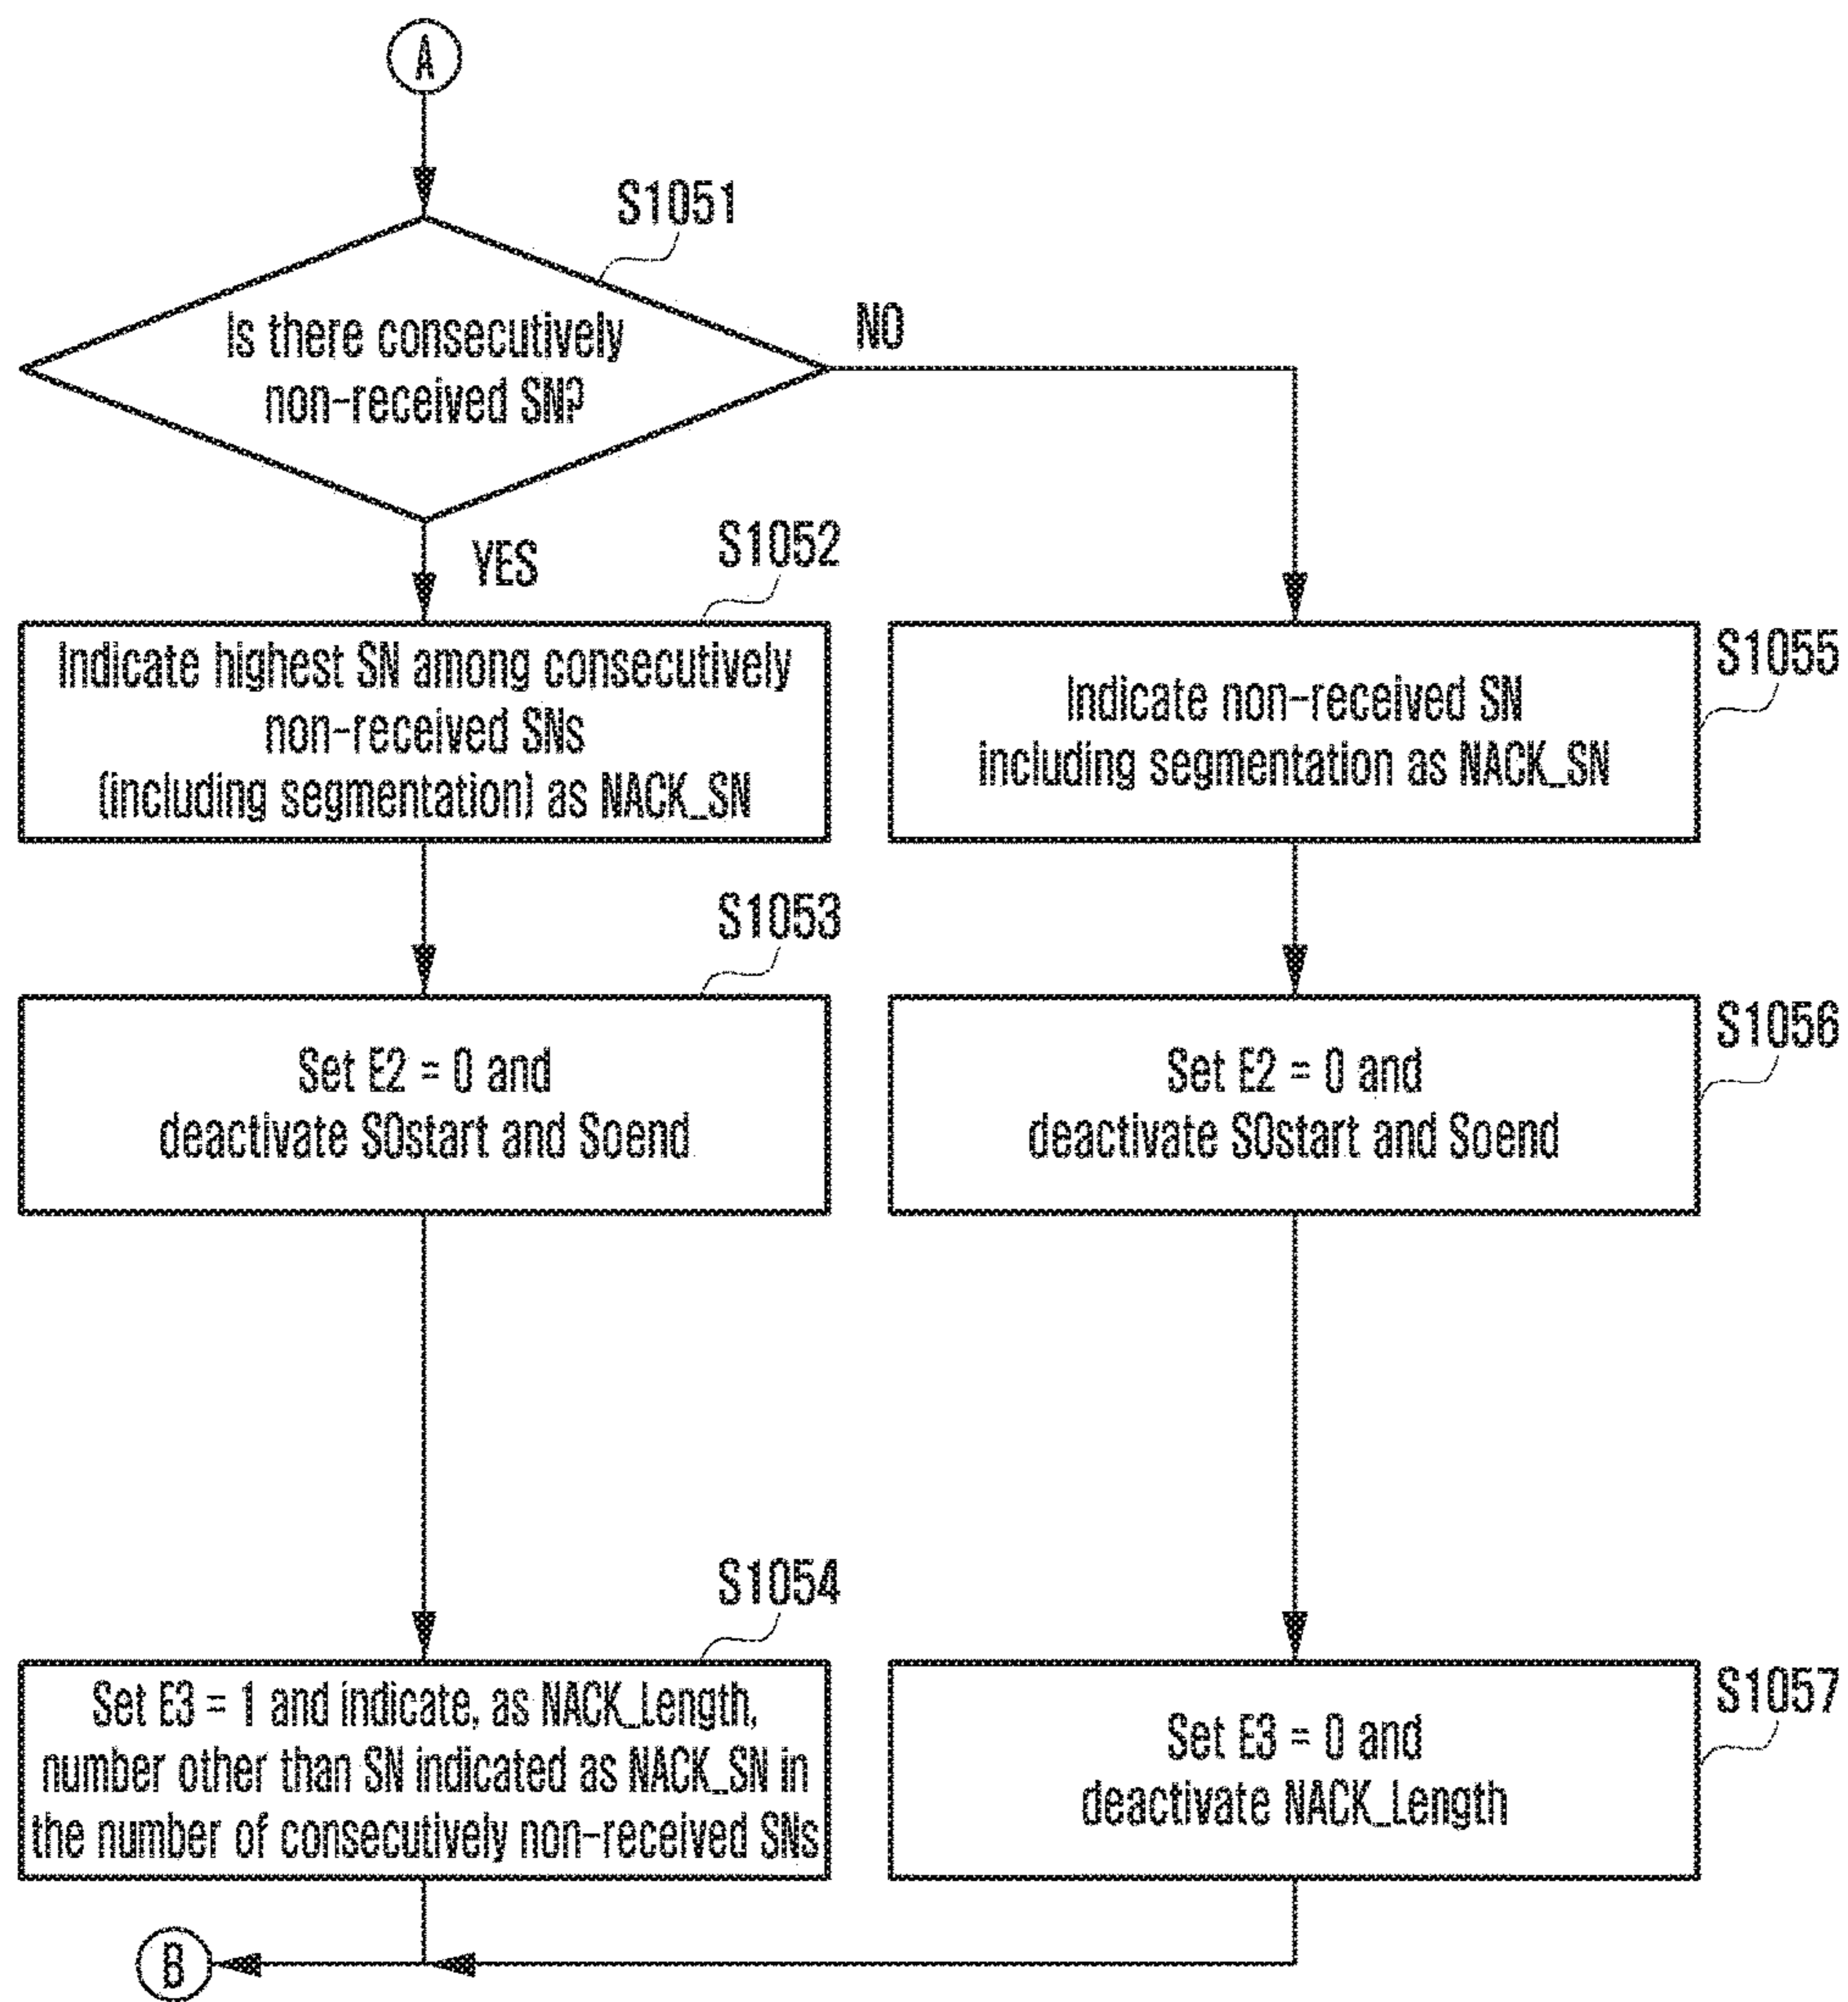 A
S1051
Is there consecutively
non-received SN?
NO
YES
S1052
Indicate highest SN among consecutively
non-received SNs
(including segmentation) as NACK_SN
S1055
Indicate non-received SN
including segmentation as NACK_SN
S1053
Set E2 = 0 and
deactivate SOstart and Soend
S1056
Set E2 = 0 and
deactivate SOstart and Soend
S1054
Set E3 = 1 and indicate, as NACK_Length,
number other than SN indicated as NACK_SN in
the number of consecutively non-received SNs
S1057
Set E3 = 0 and
deactivate NACK_Length
B